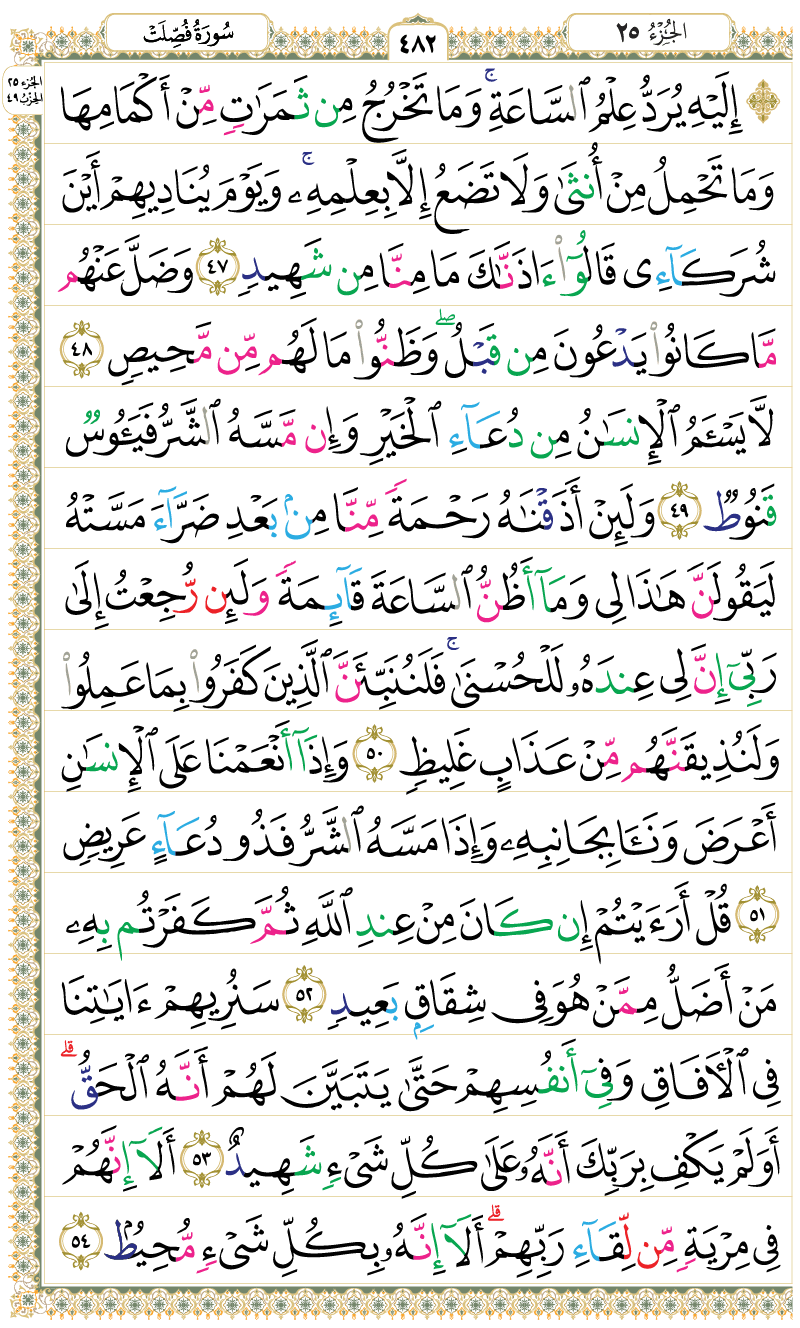 الجُزْءُ ٢٥
٤٨٢
سُورَةُ فُصِّلَتْ
الجزء ٢٥
الحزب ٤٩
۞ إِلَيْهِ يُرَدُّ عِلْمُ ٱلسَّاعَةِۚ وَمَا تَخْرُجُ مِن ثَمَرَٰتٍ مِّنْ أَكْمَامِهَا
وَمَا تَحْمِلُ مِنْ أُنثَىٰ وَلَا تَضَعُ إِلَّا بِعِلْمِهِۦۚ وَيَوْمَ يُنَادِيهِمْ أَيْنَ
شُرَكَآءِى قَالُوٓا۟ ءَاذَنَّـٰكَ مَا مِنَّا مِن شَهِيدٍ ٤٧ وَضَلَّ عَنْهُم
مَّا كَانُوا۟ يَدْعُونَ مِن قَبْلُۖ وَظَنُّوا۟ مَا لَهُم مِّن مَّحِيصٍ ٤٨
لَّا يَسْـَٔمُ ٱلْإِنسَـٰنُ مِن دُعَآءِ ٱلْخَيْرِ وَإِن مَّسَّهُ ٱلشَّرُّ فَيَـُٔوسٌ
قَنُوطٌ ٤٩ وَلَئِنْ أَذَقْنَـٰهُ رَحْمَةً مِّنَّا مِنۢ بَعْدِ ضَرَّآءَ مَسَّتْهُ
لَيَقُولَنَّ هَـٰذَا لِى وَمَآ أَظُنُّ ٱلسَّاعَةَ قَآئِمَةً وَلَئِن رُّجِعْتُ إِلَىٰ
رَبِّىٓ إِنَّ لِى عِندَهُۥ لَلْحُسْنَىٰۚ فَلَنُنَبِّئَنَّ ٱلَّذِينَ كَفَرُوا۟ بِمَا عَمِلُوا۟
وَلَنُذِيقَنَّهُم مِّنْ عَذَابٍ غَلِيظٍ ٥٠ وَإِذَآ أَنْعَمْنَا عَلَى ٱلْإِنسَـٰنِ
أَعْرَضَ وَنَـَٔا بِجَانِبِهِۦ وَإِذَا مَسَّهُ ٱلشَّرُّ فَذُو دُعَآءٍ عَرِيضٍ
٥١ قُلْ أَرَءَيْتُمْ إِن كَانَ مِنْ عِندِ ٱللَّهِ ثُمَّ كَفَرْتُم بِهِۦ
مَنْ أَضَلُّ مِمَّنْ هُوَ فِى شِقَاقٍۭ بَعِيدٍ ٥٢ سَنُرِيهِمْ ءَايَـٰتِنَا
فِى ٱلْـَٔافَاقِ وَفِىٓ أَنفُسِهِمْ حَتَّىٰ يَتَبَيَّنَ لَهُمْ أَنَّهُ ٱلْحَقُّۗ
أَوَلَمْ يَكْفِ بِرَبِّكَ أَنَّهُۥ عَلَىٰ كُلِّ شَىْءٍ شَهِيدٌ ٥٣ أَلَآ إِنَّهُمْ
فِى مِرْيَةٍ مِّن لِّقَآءِ رَبِّهِمْۗ أَلَآ إِنَّهُۥ بِكُلِّ شَىْءٍ مُّحِيطٌۢ ٥٤